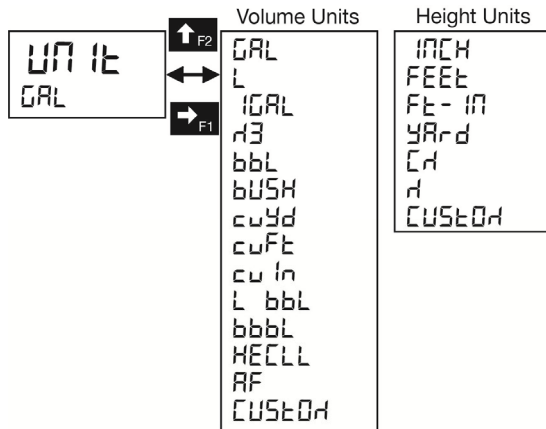 Volume Units
Height Units
UNIt
GAL
F2
F1
GAL
L
IGAL
m3
bbL
bUSH
cuYd
cuFt
cu In
L bbL
bbbL
HECLL
AF
CUStOm
INCH
FEEt
Ft-IN
YArd
Cm
m
CUStOm